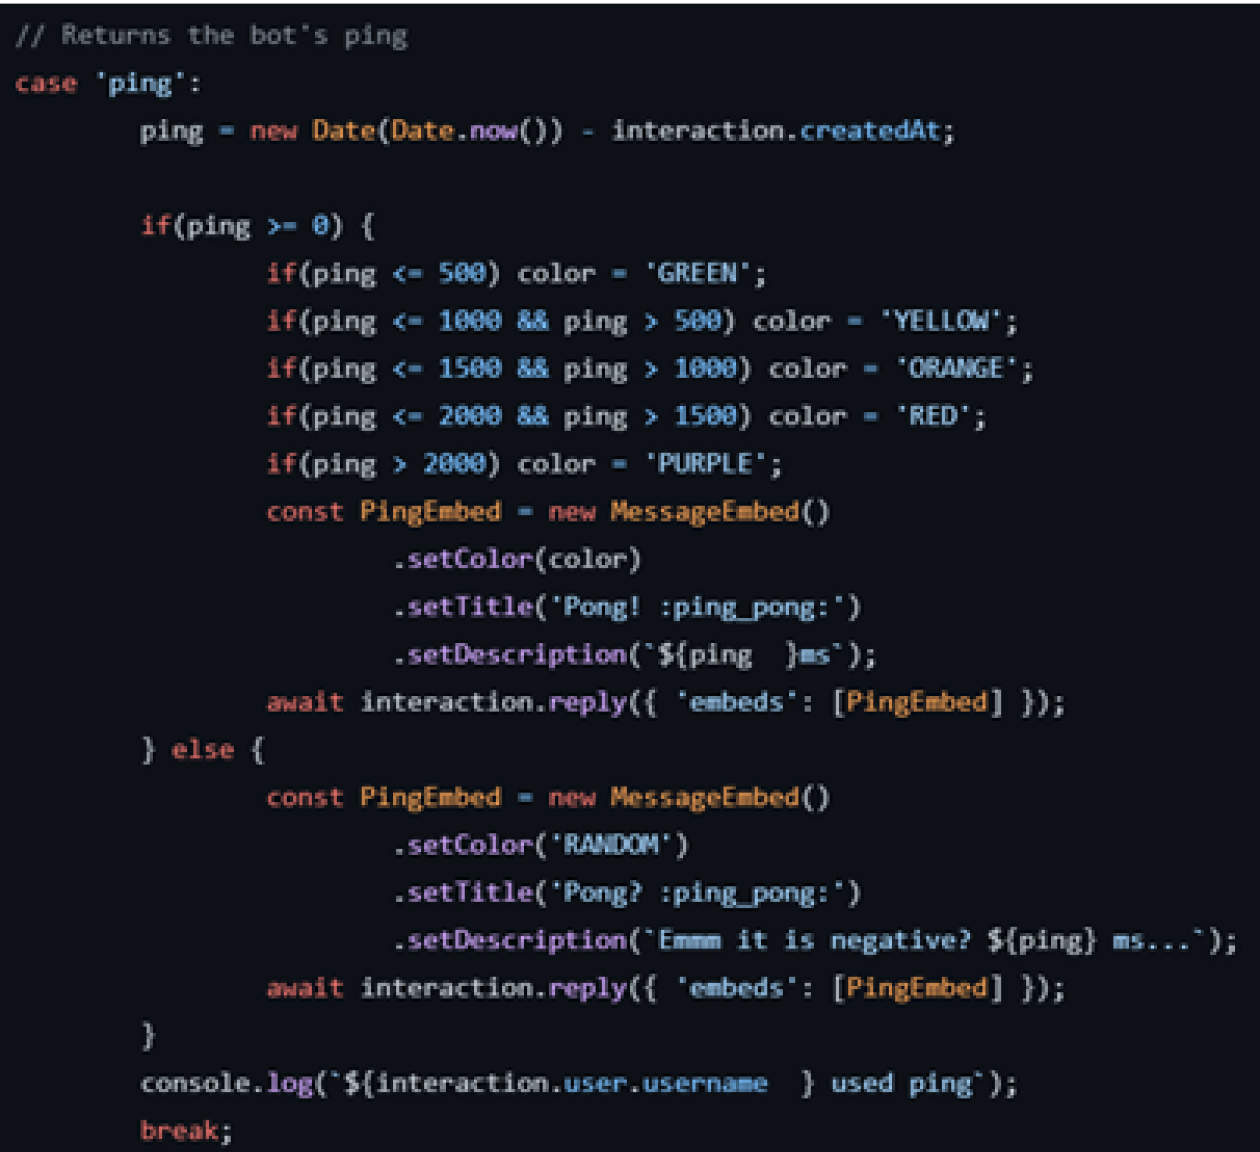 // Returns the bot's ping
case 'ping':
ping = new Date(Date.now()) - interaction.createdAt;
if(ping >= 0) {
if(ping <= 500) color = 'GREEN';
if(ping <= 1000 && ping > 500) color = 'YELLOW';
if(ping <= 1500 && ping > 1000) color = 'ORANGE';
if(ping <= 2000 && ping > 1500) color = 'RED';
if(ping > 2000) color = 'PURPLE';
const PingEmbed = new MessageEmbed()
.setColor(color)
.setTitle('Pong! :ping_pong:')
.setDescription(`${ping  }ms`);
await interaction.reply({ 'embeds': [PingEmbed] });
} else {
const PingEmbed = new MessageEmbed()
.setColor('RANDOM')
.setTitle('Pong? :ping_pong:')
.setDescription(`Emmm it is negative? ${ping} ms...`);
await interaction.reply({ 'embeds': [PingEmbed] });
}
console.log(`${interaction.user.username  } used ping`);
break;